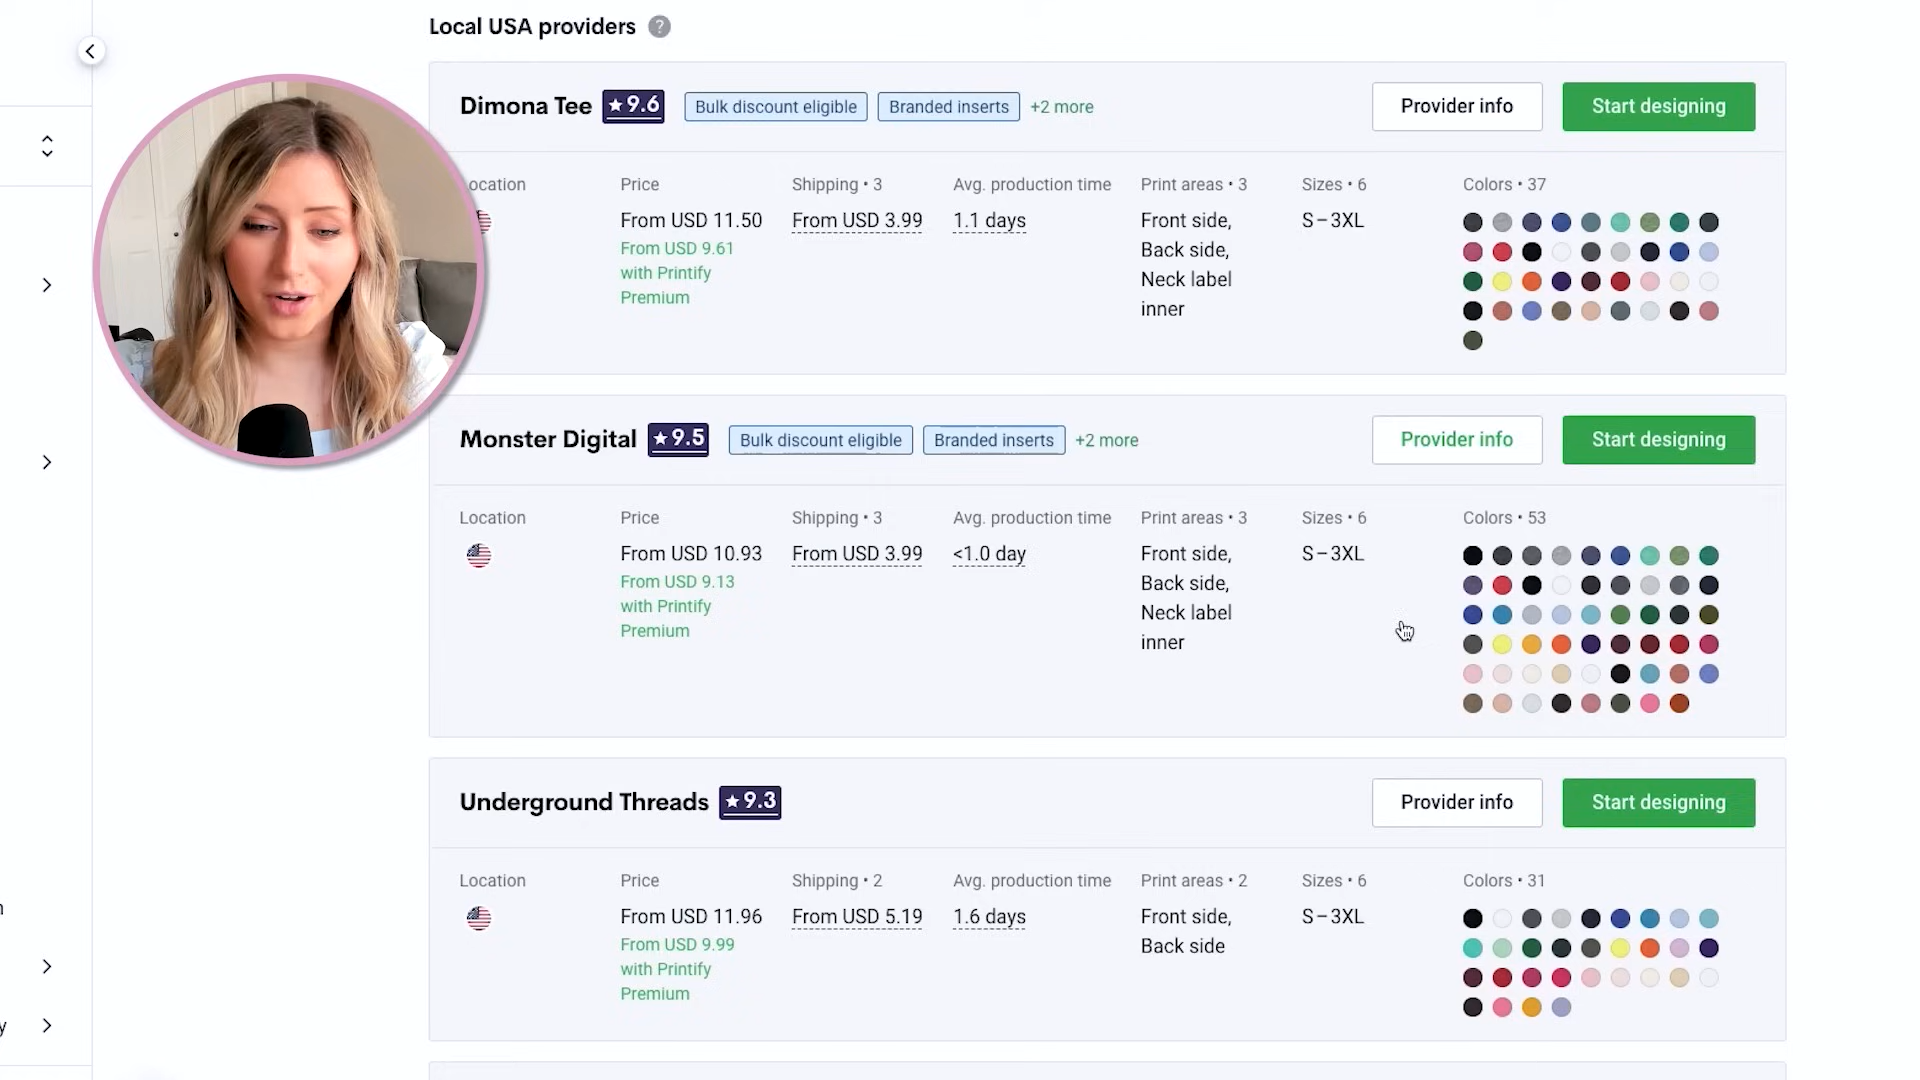 Local USA providers ?
Dimona Tee ★9.6 Bulk discount eligible Branded inserts +2 more Provider info Start designing
ocation Price Shipping • 3 Avg. production time Print areas • 3 Sizes • 6 Colors • 37
From USD 11.50 From USD 3.99 1.1 days Front side, S–3XL
From USD 9.61 Back side,
with Printify Neck label
Premium inner
Monster Digital ★9.5 Bulk discount eligible Branded inserts +2 more Provider info Start designing
Location Price Shipping • 3 Avg. production time Print areas • 3 Sizes • 6 Colors • 53
From USD 10.93 From USD 3.99 <1.0 day Front side, S–3XL
From USD 9.13 Back side,
with Printify Neck label
Premium inner
Underground Threads ★9.3 Provider info Start designing
Location Price Shipping • 2 Avg. production time Print areas • 2 Sizes • 6 Colors • 31
From USD 11.96 From USD 5.19 1.6 days Front side, S–3XL
From USD 9.99 Back side
with Printify
Premium